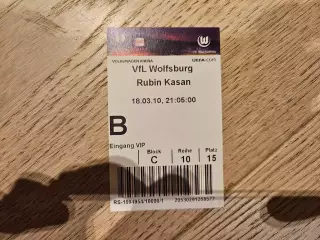 VOLKSWAGEN ARENA UEFA.com
VfL Wolfsburg
Rubin Kasan
18.03.10, 21:05:00
B
Eingang VIP
Block Reihe Platz
C 10 15